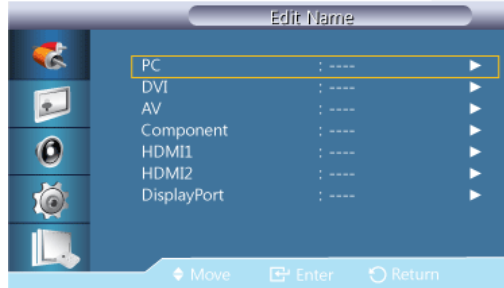 Edit Name
PC : ----
DVI : ----
AV : ----
Component : ----
HDMI1 : ----
HDMI2 : ----
DisplayPort : ----
Move Enter Return